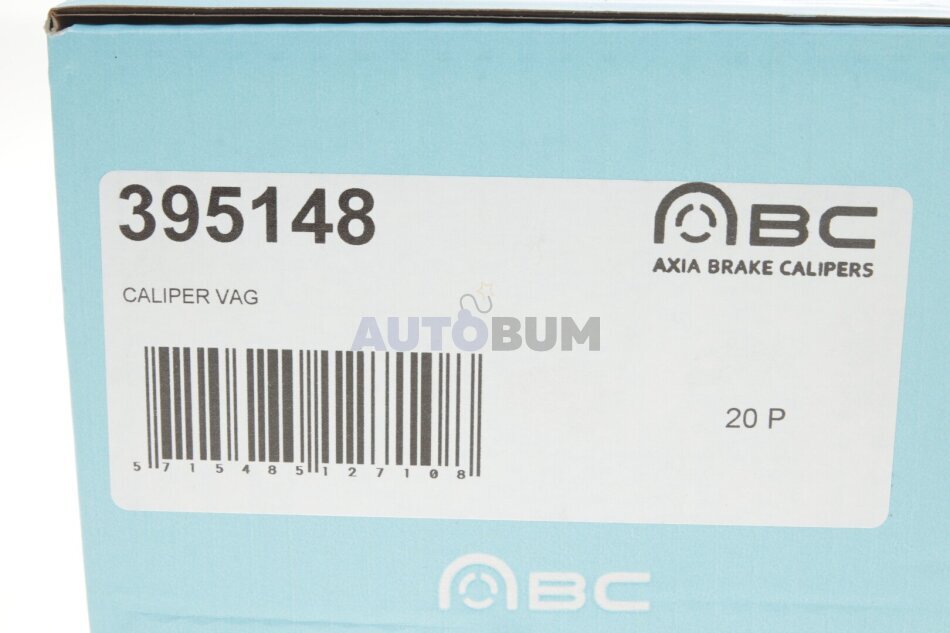 395148
ABC
AXIA BRAKE CALIPERS
CALIPER VAG
AUTOBUM
5 715485 127108
20 P
ABC